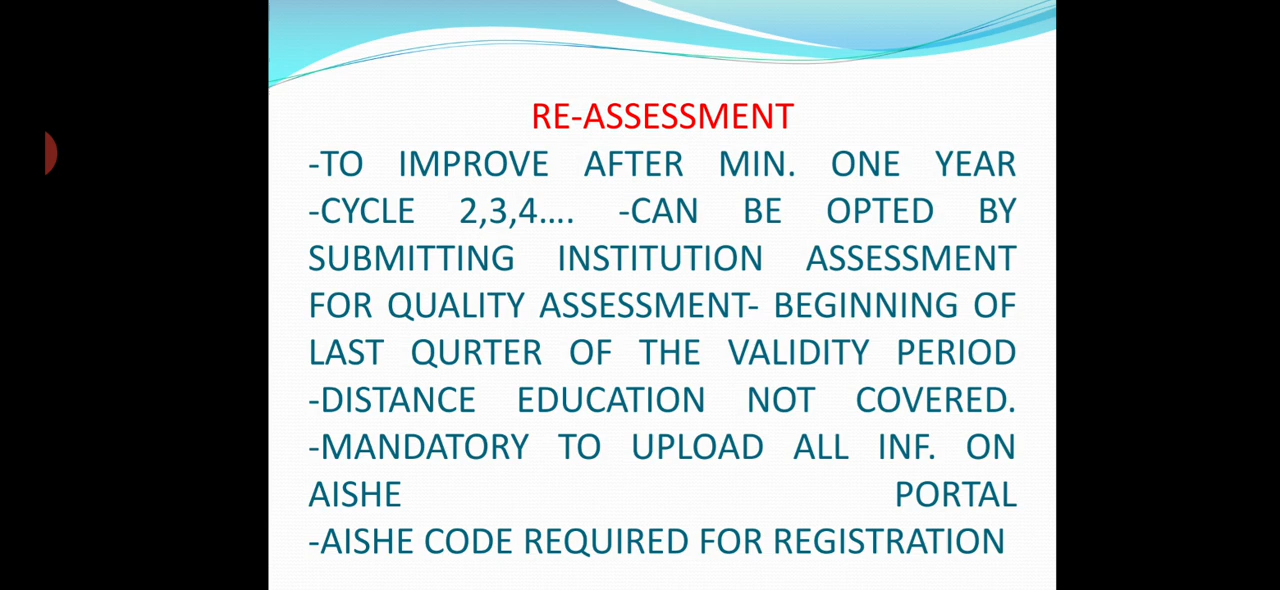 RE-ASSESSMENT
-TO IMPROVE AFTER MIN. ONE YEAR
-CYCLE 2,3,4.... -CAN BE OPTED BY
SUBMITTING INSTITUTION ASSESSMENT
FOR QUALITY ASSESSMENT- BEGINNING OF
LAST QURTER OF THE VALIDITY PERIOD
-DISTANCE EDUCATION NOT COVERED.
-MANDATORY TO UPLOAD ALL INF. ON
AISHE PORTAL
-AISHE CODE REQUIRED FOR REGISTRATION